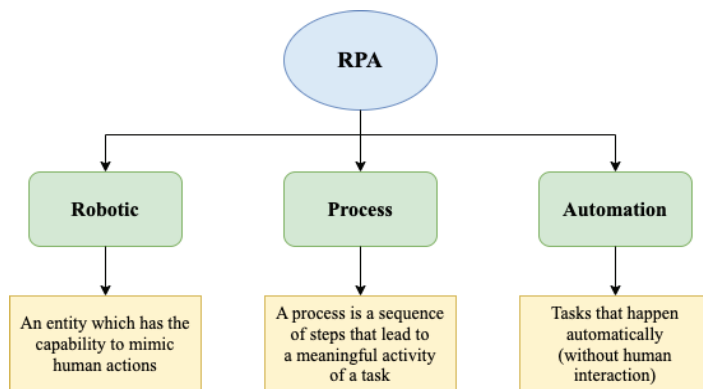 RPA
Robotic
Process
Automation
An entity which has the
capability to mimic
human actions
A process is a sequence
of steps that lead to
a meaningful activity
of a task
Tasks that happen
automatically
(without human
interaction)